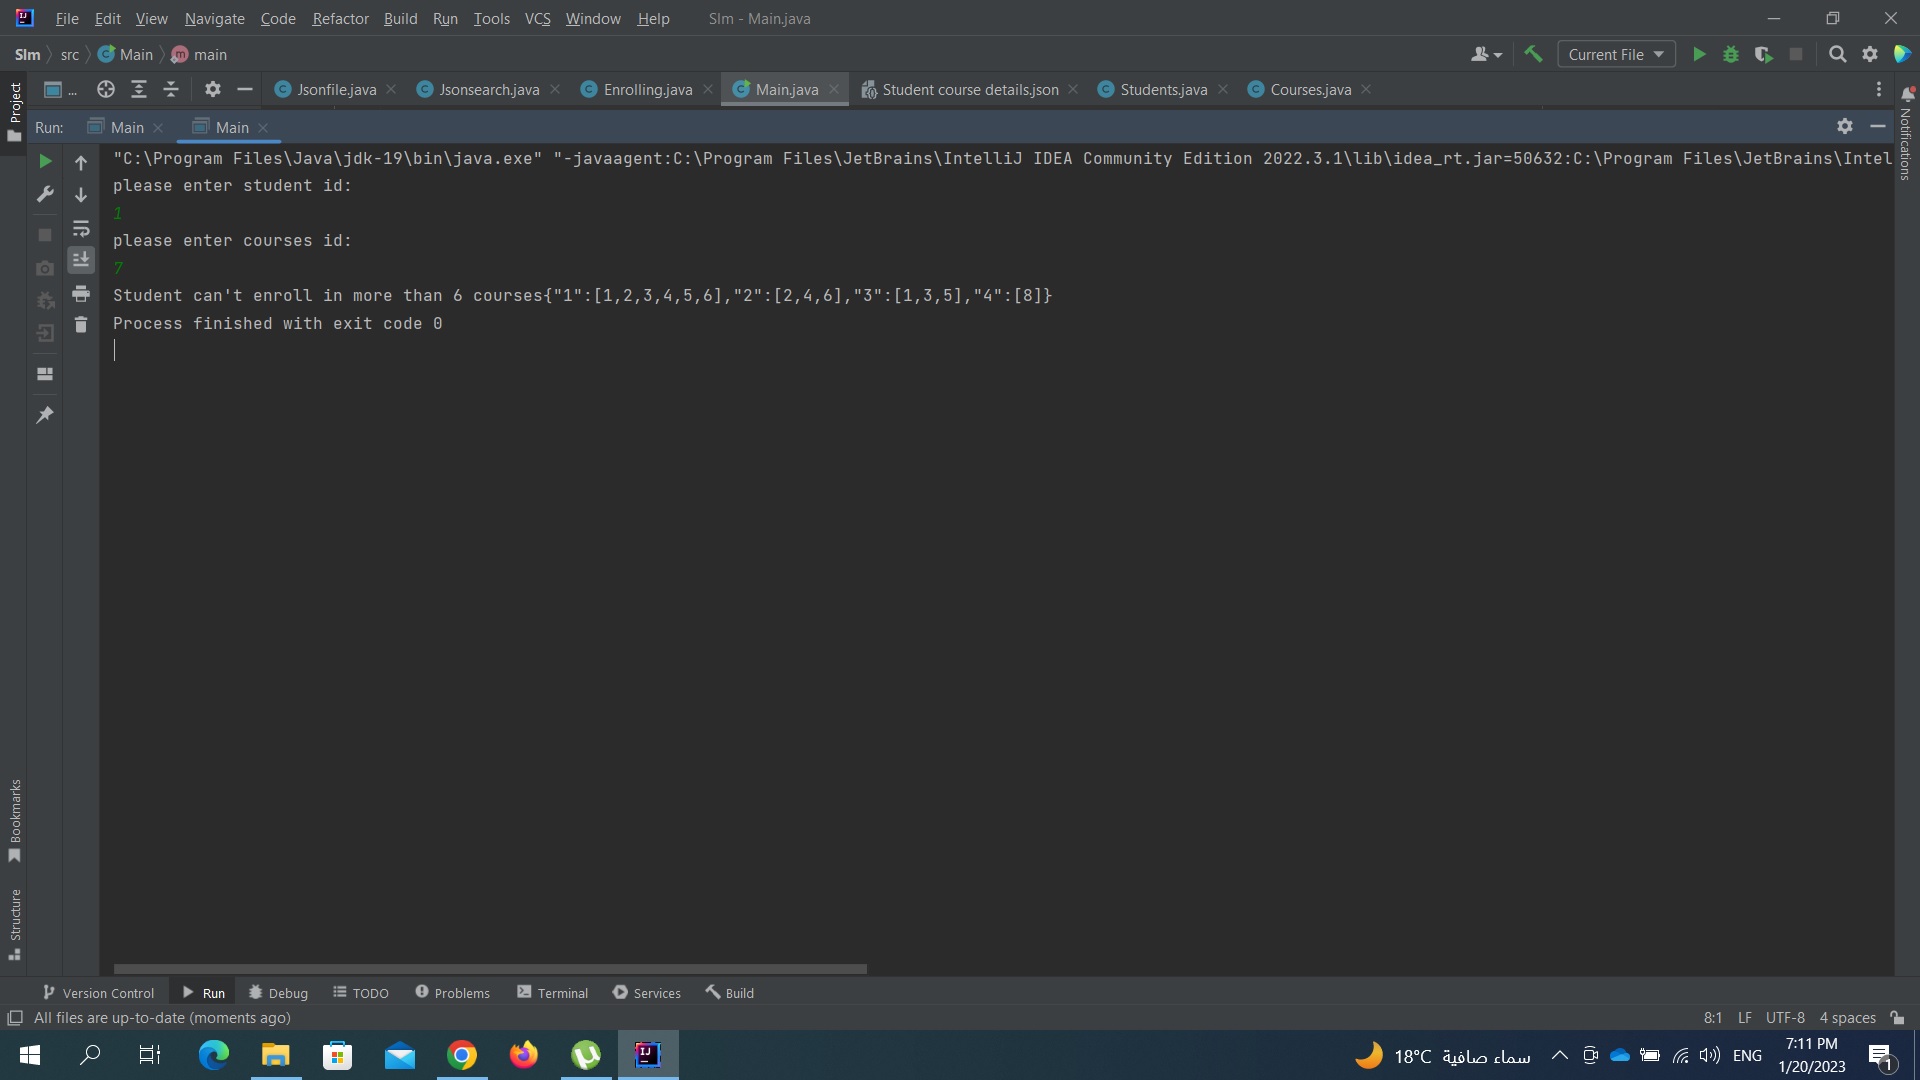 File Edit View Navigate Code Refactor Build Run Tools VCS Window Help Slm - Main.java
Slm src Main main Current File
Project
... Jsonfile.java Jsonsearch.java Enrolling.java Main.java Student course details.json Students.java Courses.java
Notifications
Run: Main Main
"C:\Program Files\Java\jdk-19\bin\java.exe" "-javaagent:C:\Program Files\JetBrains\IntelliJ IDEA Community Edition 2022.3.1\lib\idea_rt.jar=50632:C:\Program Files\JetBrains\Intel
please enter student id:
1
please enter courses id:
7
Student can't enroll in more than 6 courses{"1":[1,2,3,4,5,6],"2":[2,4,6],"3":[1,3,5],"4":[8]}
Process finished with exit code 0
Bookmarks
Structure
Version Control Run Debug TODO Problems Terminal Services Build
All files are up-to-date (moments ago) 8:1 LF UTF-8 4 spaces
18°C سماء صافية ENG 7:11 PM
1/20/2023 1